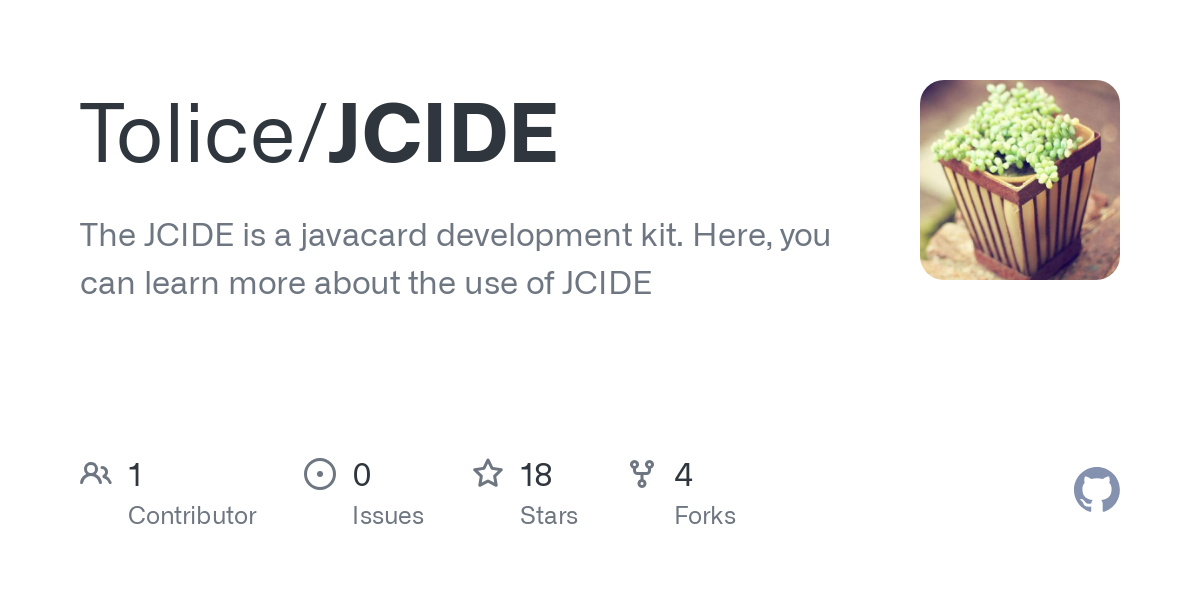 Tolice/JCIDE
The JCIDE is a javacard development kit. Here, you
can learn more about the use of JCIDE
1 0 18 4
Contributor Issues Stars Forks